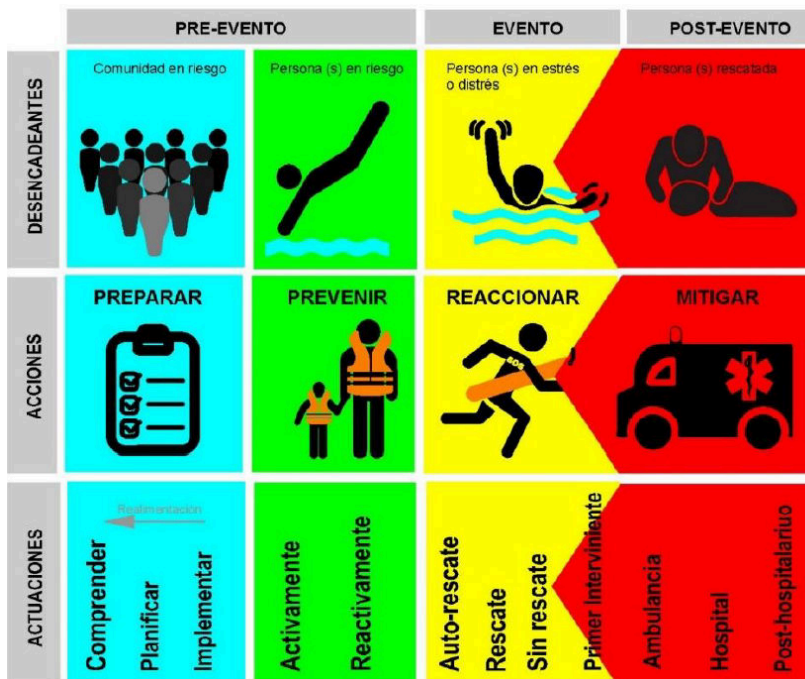 PRE-EVENTO
EVENTO
POST-EVENTO
DESENCADEANTES
Comunidad en riesgo
Persona (s) en riesgo
Persona (s) en estrés
o distrés
Persona (s) rescatada
ACCIONES
PREPARAR
PREVENIR
REACCIONAR
MITIGAR
SOS
ACTUACIONES
Realimentación
Comprender
Planificar
Implementar
Activamente
Reactivamente
Auto-rescate
Rescate
Sin rescate
Primer Interviniente
Ambulancia
Hospital
Post-hospitalariuo